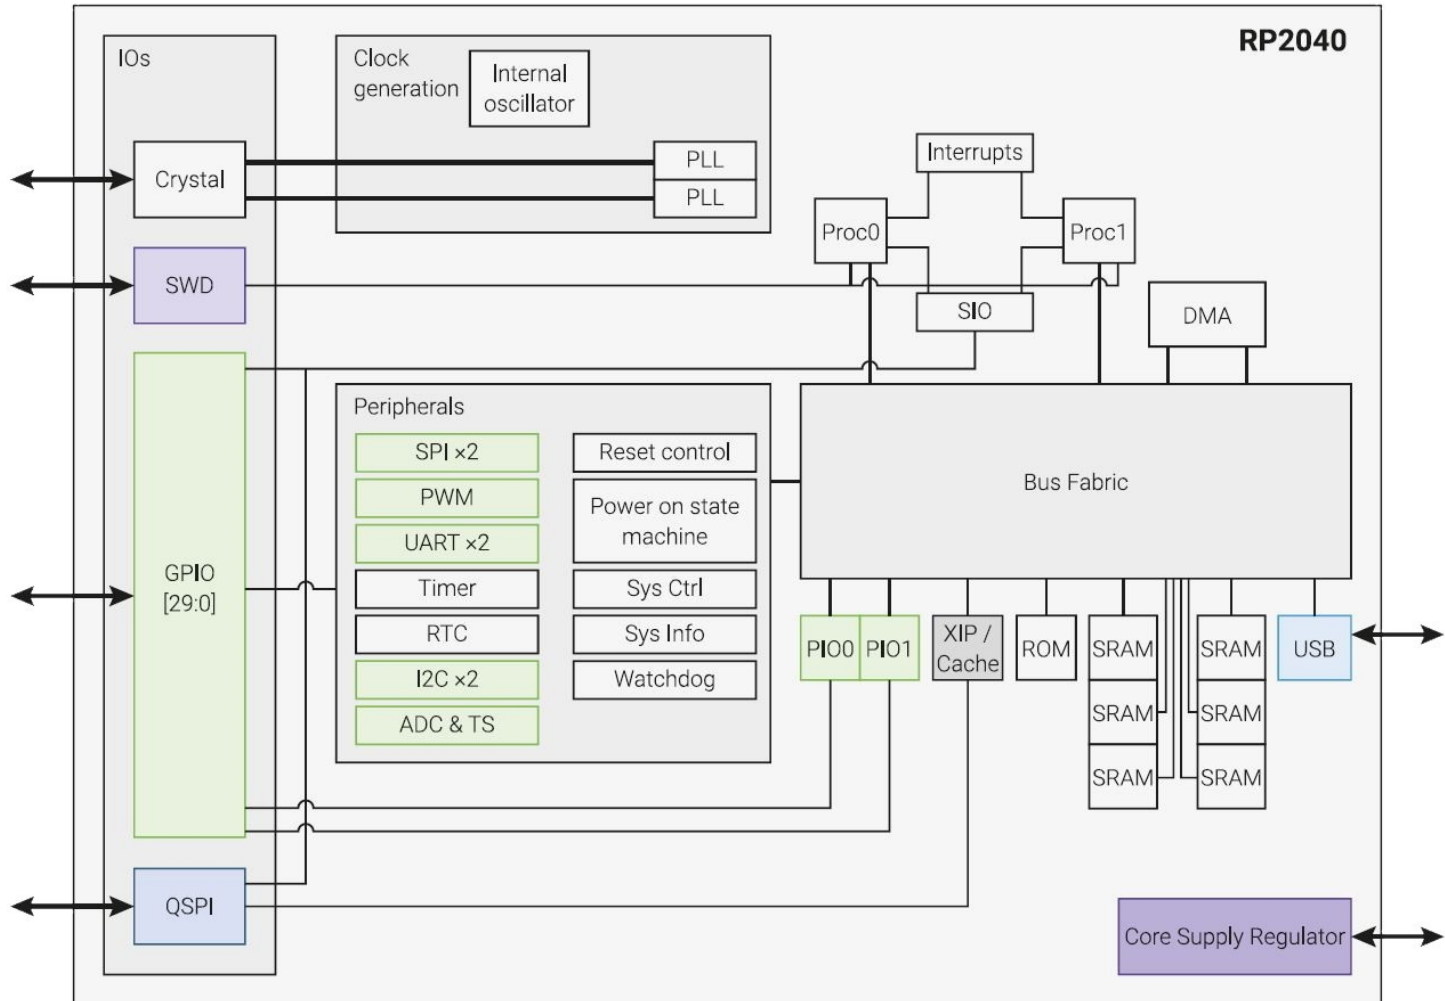 RP2040
IOs
Crystal
SWD
GPIO
[29:0]
QSPI
Clock
generation
Internal
oscillator
PLL
PLL
Interrupts
Proc0
Proc1
SIO
DMA
Peripherals
SPI ×2
PWM
UART ×2
Timer
RTC
I2C ×2
ADC & TS
Reset control
Power on state
machine
Sys Ctrl
Sys Info
Watchdog
Bus Fabric
PIO0
PIO1
XIP /
Cache
ROM
SRAM
SRAM
SRAM
SRAM
SRAM
SRAM
USB
Core Supply Regulator